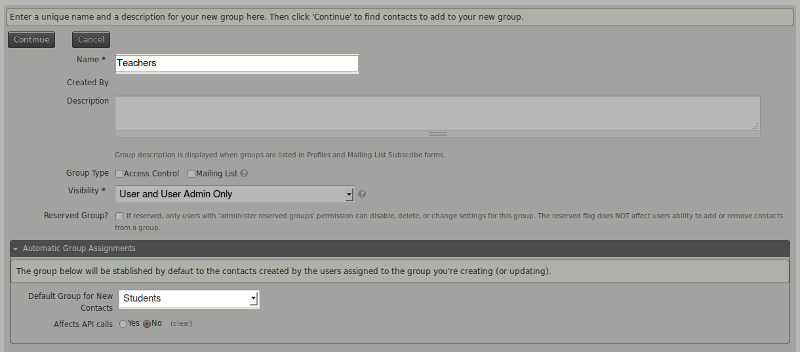 Enter a unique name and a description for your new group here. Then click 'Continue' to find contacts to add to your new group.
Continue Cancel
Name * Teachers
Created By
Description
Group description is displayed when groups are listed in Profiles and Mailing List Subscribe forms.
Group Type Access Control Mailing List ?
Visibility * User and User Admin Only ?
Reserved Group? If reserved, only users with 'administer reserved groups' permission can disable, delete, or change settings for this group. The reserved flag does NOT affect users ability to add or remove contacts
from a group.
Automatic Group Assignments
The group below will be stablished by defaut to the contacts created by the users assigned to the group you're creating (or updating).
Default Group for New Students
Contacts
Affects API calls Yes No (clear)